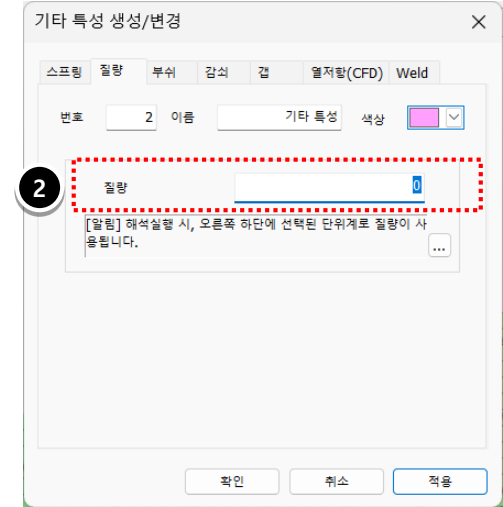 기타 특성 생성/변경
스프링 질량 부쉬 감쇠 갭 열저항(CFD) Weld
번호 2 이름 기타 특성 색상
2
질량 0
[알림] 해석실행 시, 오른쪽 하단에 선택된 단위계로 질량이 사
용됩니다.
...
확인 취소 적용